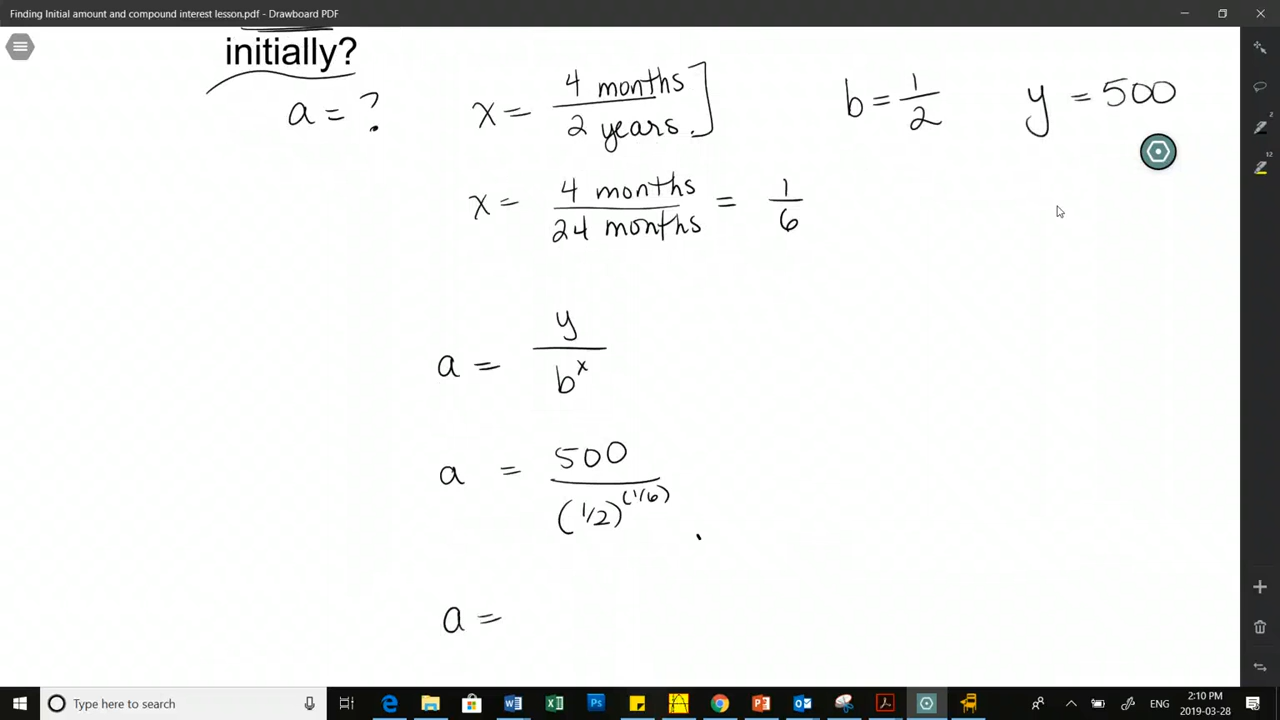 Finding Initial amount and compound interest lesson.pdf - Drawboard PDF
initially?
a = ? x = 4 months / 2 years. ] b = 1/2 y = 500
x = 4 months / 24 months = 1/6
a = y / b^x
a = 500 / (1/2)^(1/6) .
a =
2
12
Type here to search
ENG
2:10 PM
2019-03-28